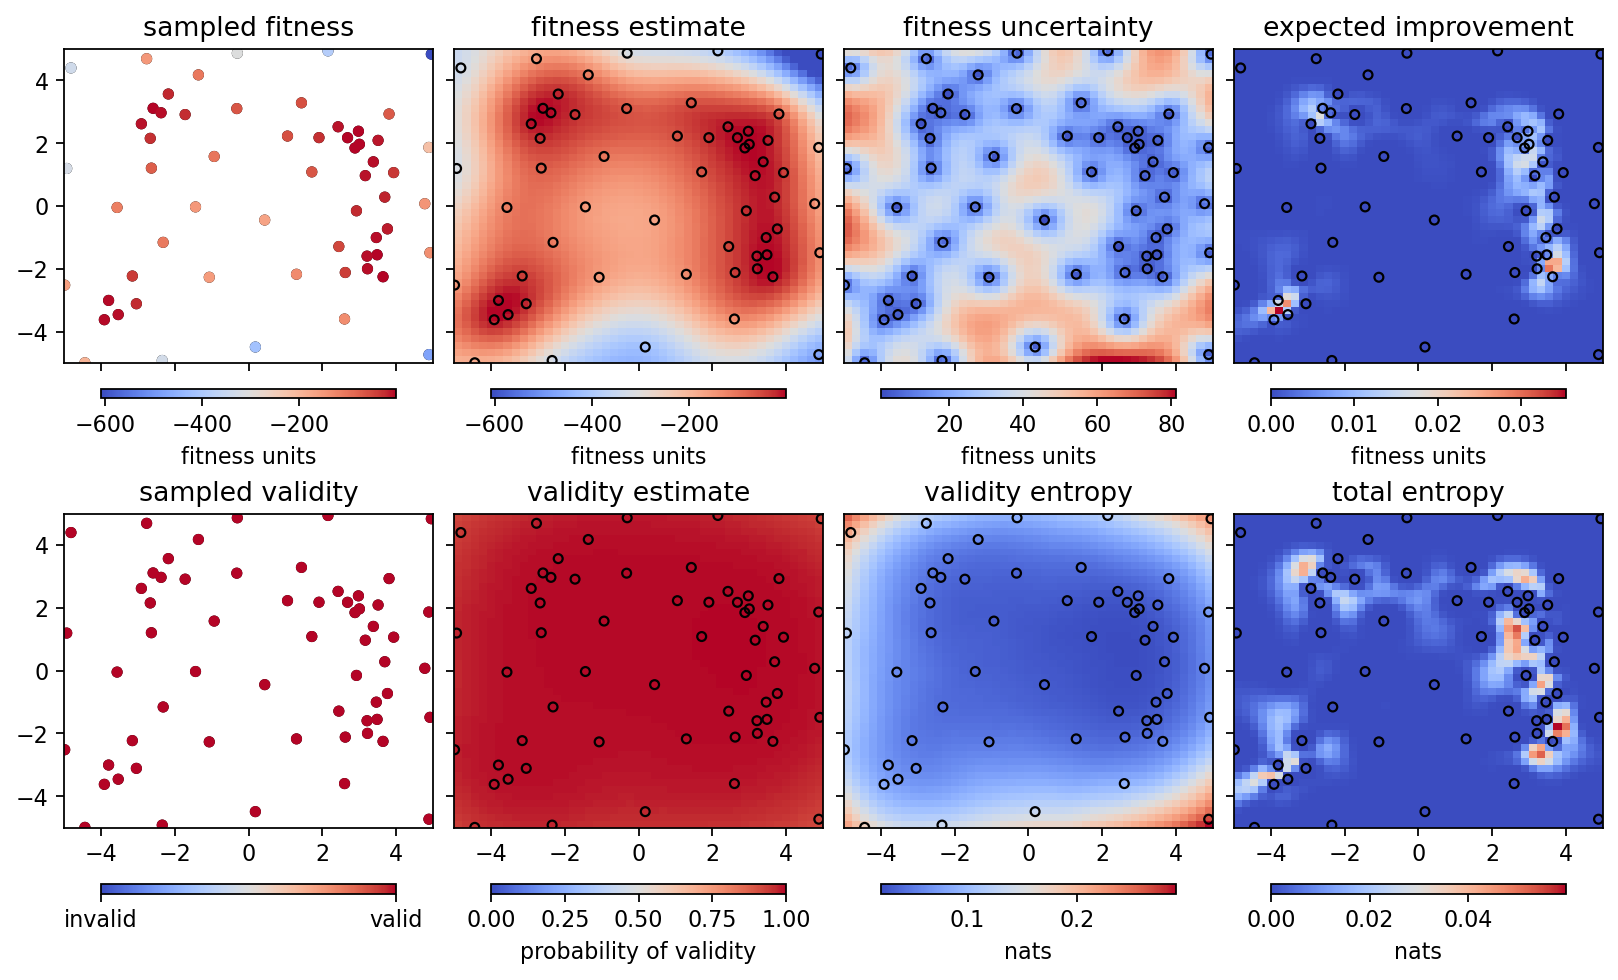 sampled fitness fitness estimate fitness uncertainty expected improvement
4
2
0
−2
−4
−600 −400 −200 −600 −400 −200 20 40 60 80 0.00 0.01 0.02 0.03
fitness units fitness units fitness units fitness units
sampled validity validity estimate validity entropy total entropy
4
2
0
−2
−4
−4 −2 0 2 4 −4 −2 0 2 4 −4 −2 0 2 4 −4 −2 0 2 4
invalid valid 0.00 0.25 0.50 0.75 1.00 0.1 0.2 0.00 0.02 0.04
probability of validity nats nats